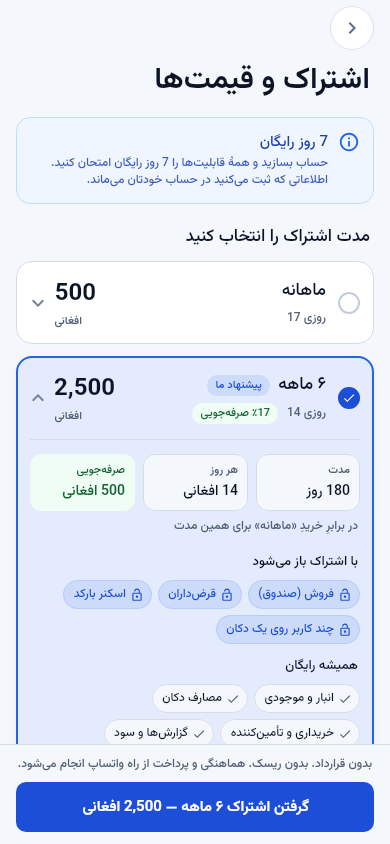 اشتراک و قیمت‌ها
7 روز رایگان
حساب بسازید و همهٔ قابلیت‌ها را 7 روز رایگان امتحان کنید.
اطلاعاتی که ثبت می‌کنید در حساب خودتان می‌ماند.
مدت اشتراک را انتخاب کنید
ماهانه
500
روزی 17
افغانی
۶ ماهه
پیشنهاد ما
2,500
روزی 14
17٪ صرفه‌جویی
افغانی
مدت
هر روز
صرفه‌جویی
180 روز
14 افغانی
500 افغانی
در برابرِ خریدِ «ماهانه» برای همین مدت
با اشتراک باز می‌شود
فروش (صندوق)
قرض‌داران
اسکنر بارکد
چند کاربر روی یک دکان
همیشه رایگان
انبار و موجودی
مصارف دکان
خریداری و تأمین‌کننده
گزارش‌ها و سود
بدون قرارداد. بدون ریسک. هماهنگی و پرداخت از راه واتساپ انجام می‌شود.
گرفتن اشتراک ۶ ماهه — 2,500 افغانی